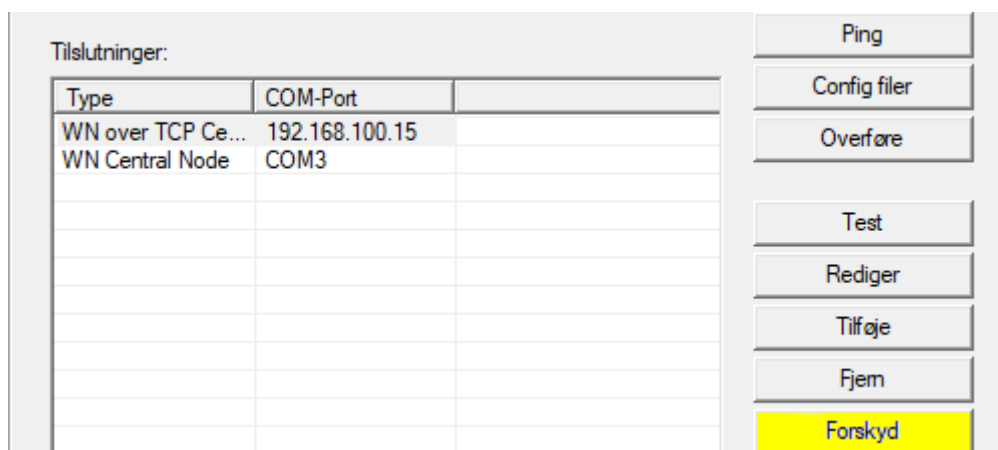 Tilslutninger:
Type COM-Port
WN over TCP Ce... 192.168.100.15
WN Central Node COM3
Ping
Config filer
Overføre
Test
Rediger
Tilføje
Fjern
Forskyd